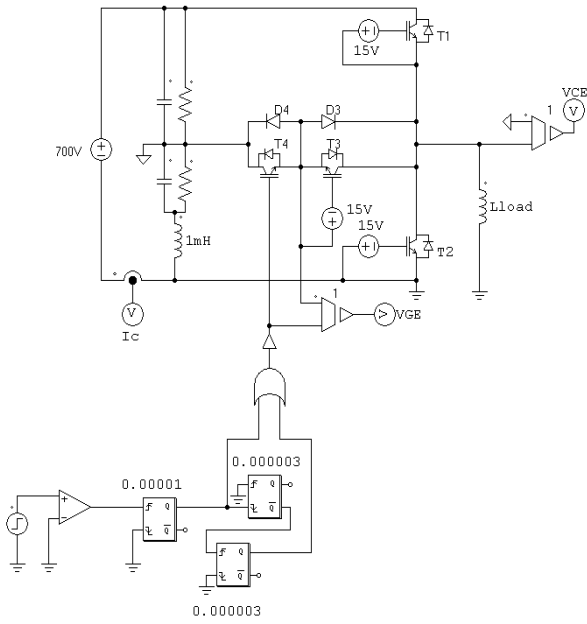 T1
15V
VCE
V
1
D4
D3
T4
T3
700V
15V
15V
Lload
1mH
T2
V
Ic
1
V
VGE
0.00001
0.000003
Q
Q
Q
Q
Q
Q
0.000003